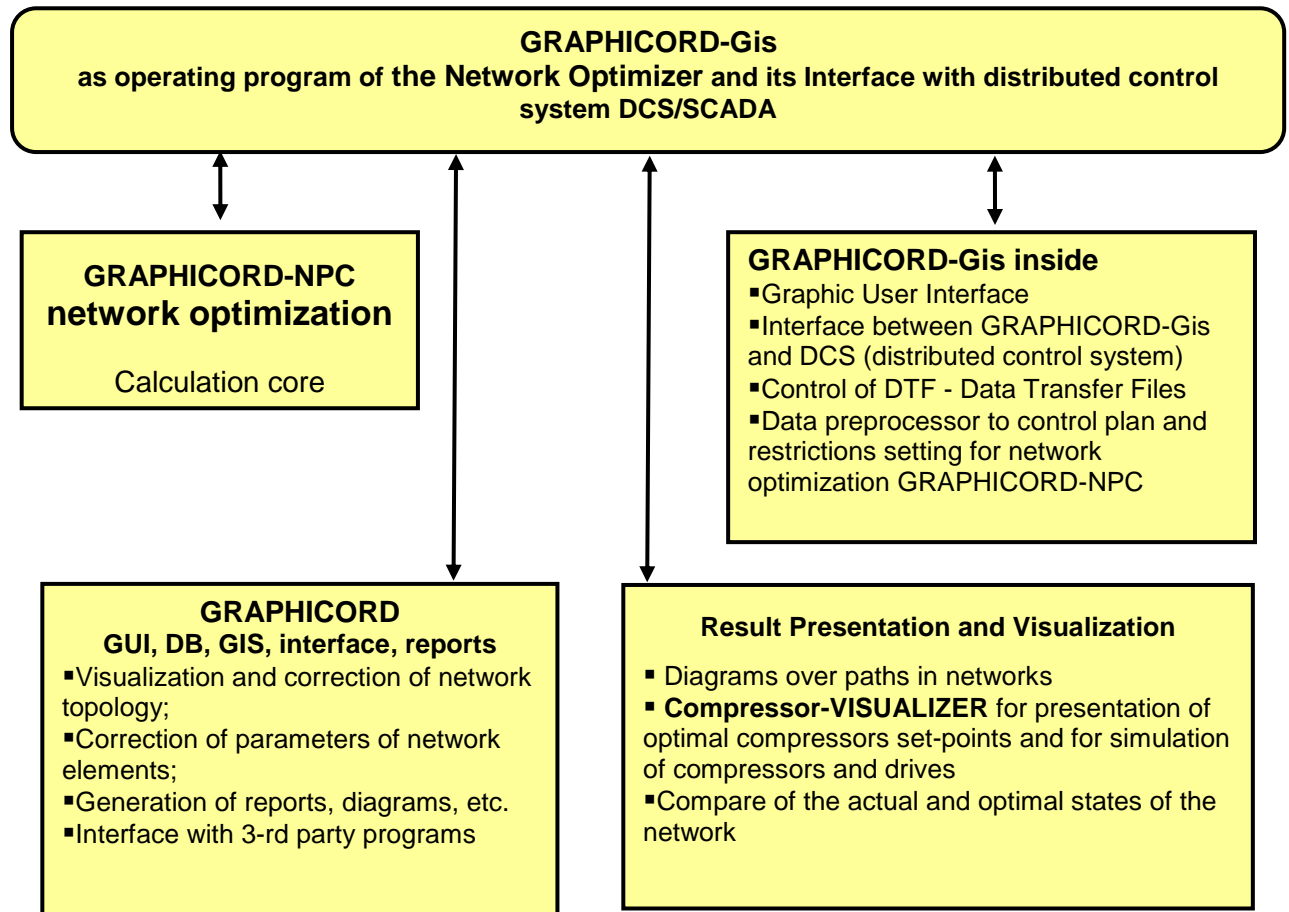 GRAPHICORD-Gis
as operating program of the Network Optimizer and its Interface with distributed control
system DCS/SCADA
GRAPHICORD-NPC
network optimization
Calculation core
GRAPHICORD-Gis inside
▪Graphic User Interface
▪Interface between GRAPHICORD-Gis
and DCS (distributed control system)
▪Control of DTF - Data Transfer Files
▪Data preprocessor to control plan and
restrictions setting for network
optimization GRAPHICORD-NPC
GRAPHICORD
GUI, DB, GIS, interface, reports
▪Visualization and correction of network
topology;
▪Correction of parameters of network
elements;
▪Generation of reports, diagrams, etc.
▪Interface with 3-rd party programs
Result Presentation and Visualization
▪ Diagrams over paths in networks
▪ Compressor-VISUALIZER for presentation of
optimal compressors set-points and for simulation
of compressors and drives
▪Compare of the actual and optimal states of the
network